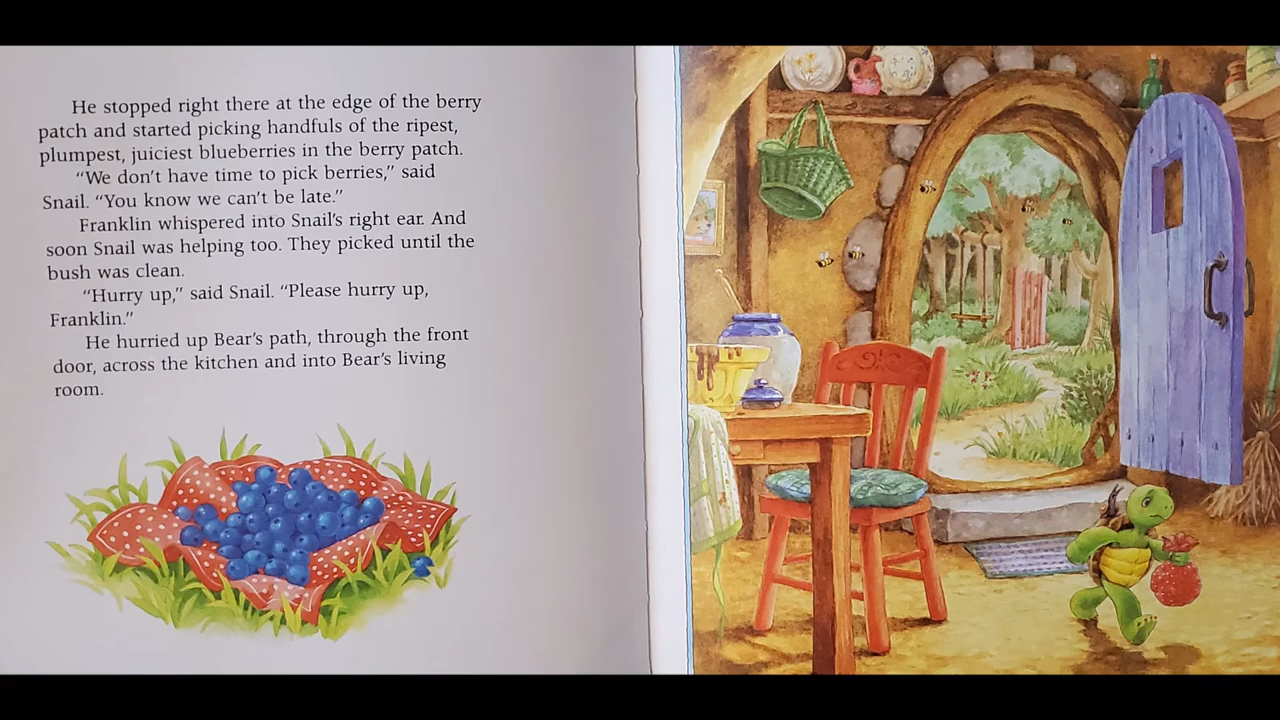 He stopped right there at the edge of the berry
patch and started picking handfuls of the ripest,
plumpest, juiciest blueberries in the berry patch.
“We don’t have time to pick berries,” said
Snail. “You know we can’t be late.”
Franklin whispered into Snail’s right ear. And
soon Snail was helping too. They picked until the
bush was clean.
“Hurry up,” said Snail. “Please hurry up,
Franklin.”
He hurried up Bear’s path, through the front
door, across the kitchen and into Bear’s living
room.